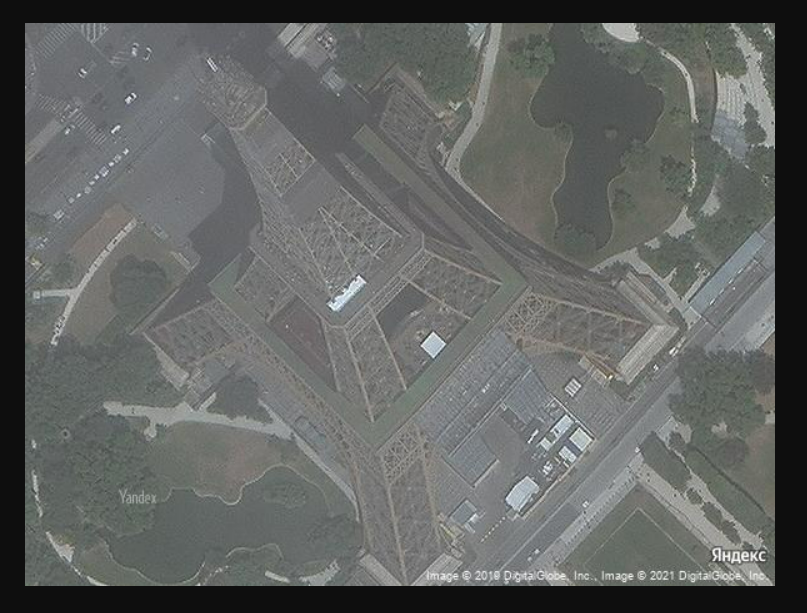 Yandex
Яндекс
Image © 2019 DigitalGlobe, Inc., Image © 2021 DigitalGlobe, Inc.